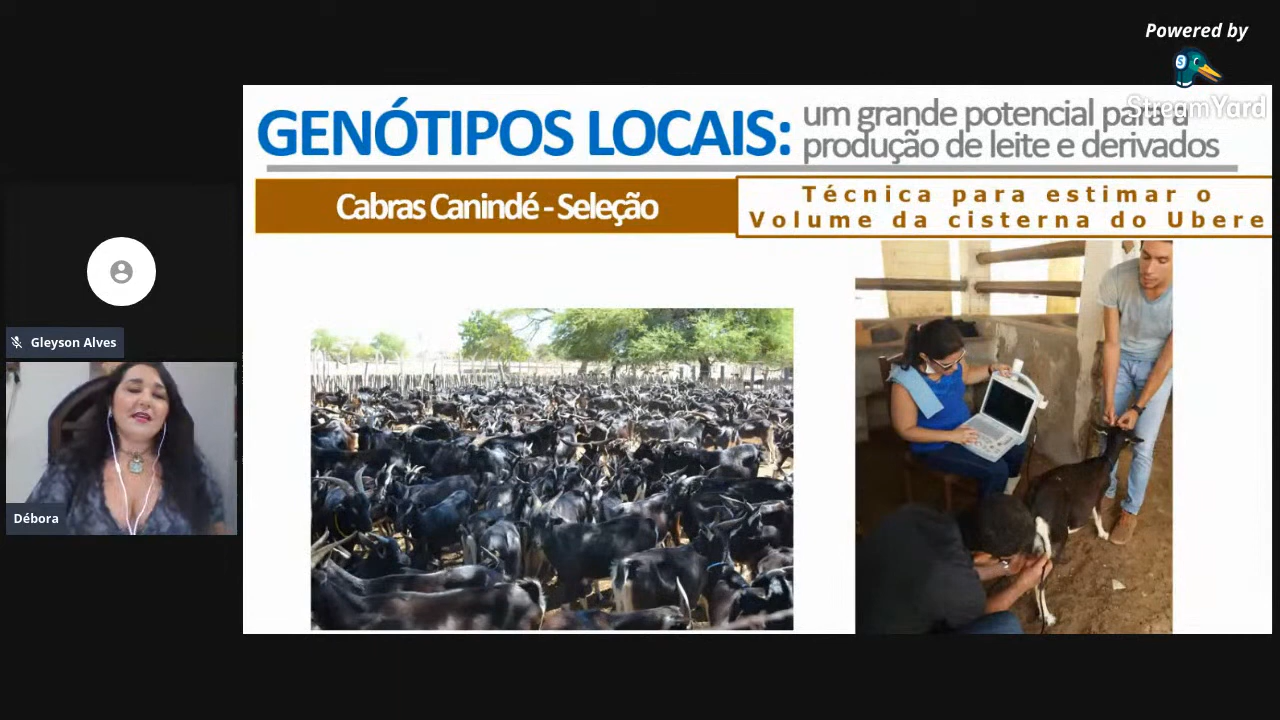 Powered by
StreamYard
GENÓTIPOS LOCAIS:
um grande potencial para a
produção de leite e derivados
Cabras Canindé - Seleção
Técnica para estimar o
Volume da cisterna do Ubere
Gleyson Alves
Débora